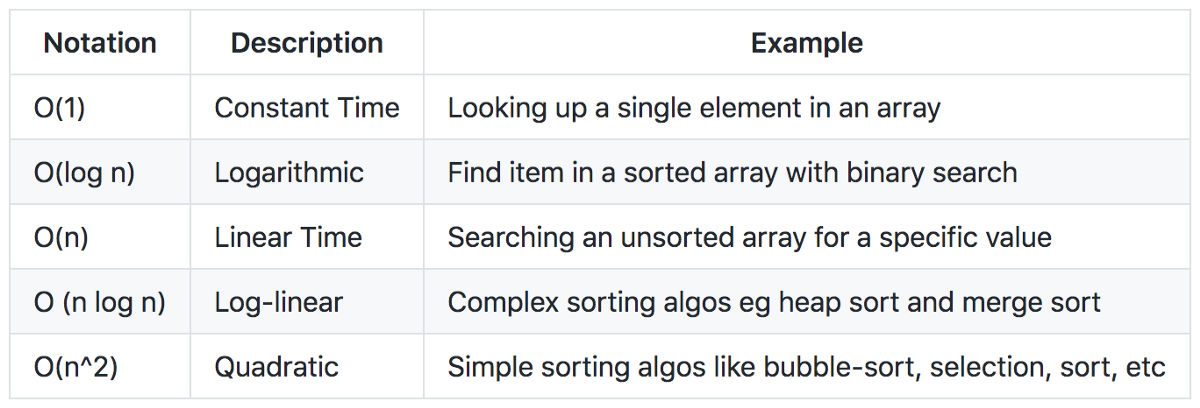 Notation Description Example
O(1) Constant Time Looking up a single element in an array
O(log n) Logarithmic Find item in a sorted array with binary search
O(n) Linear Time Searching an unsorted array for a specific value
O (n log n) Log-linear Complex sorting algos eg heap sort and merge sort
O(n^2) Quadratic Simple sorting algos like bubble-sort, selection, sort, etc